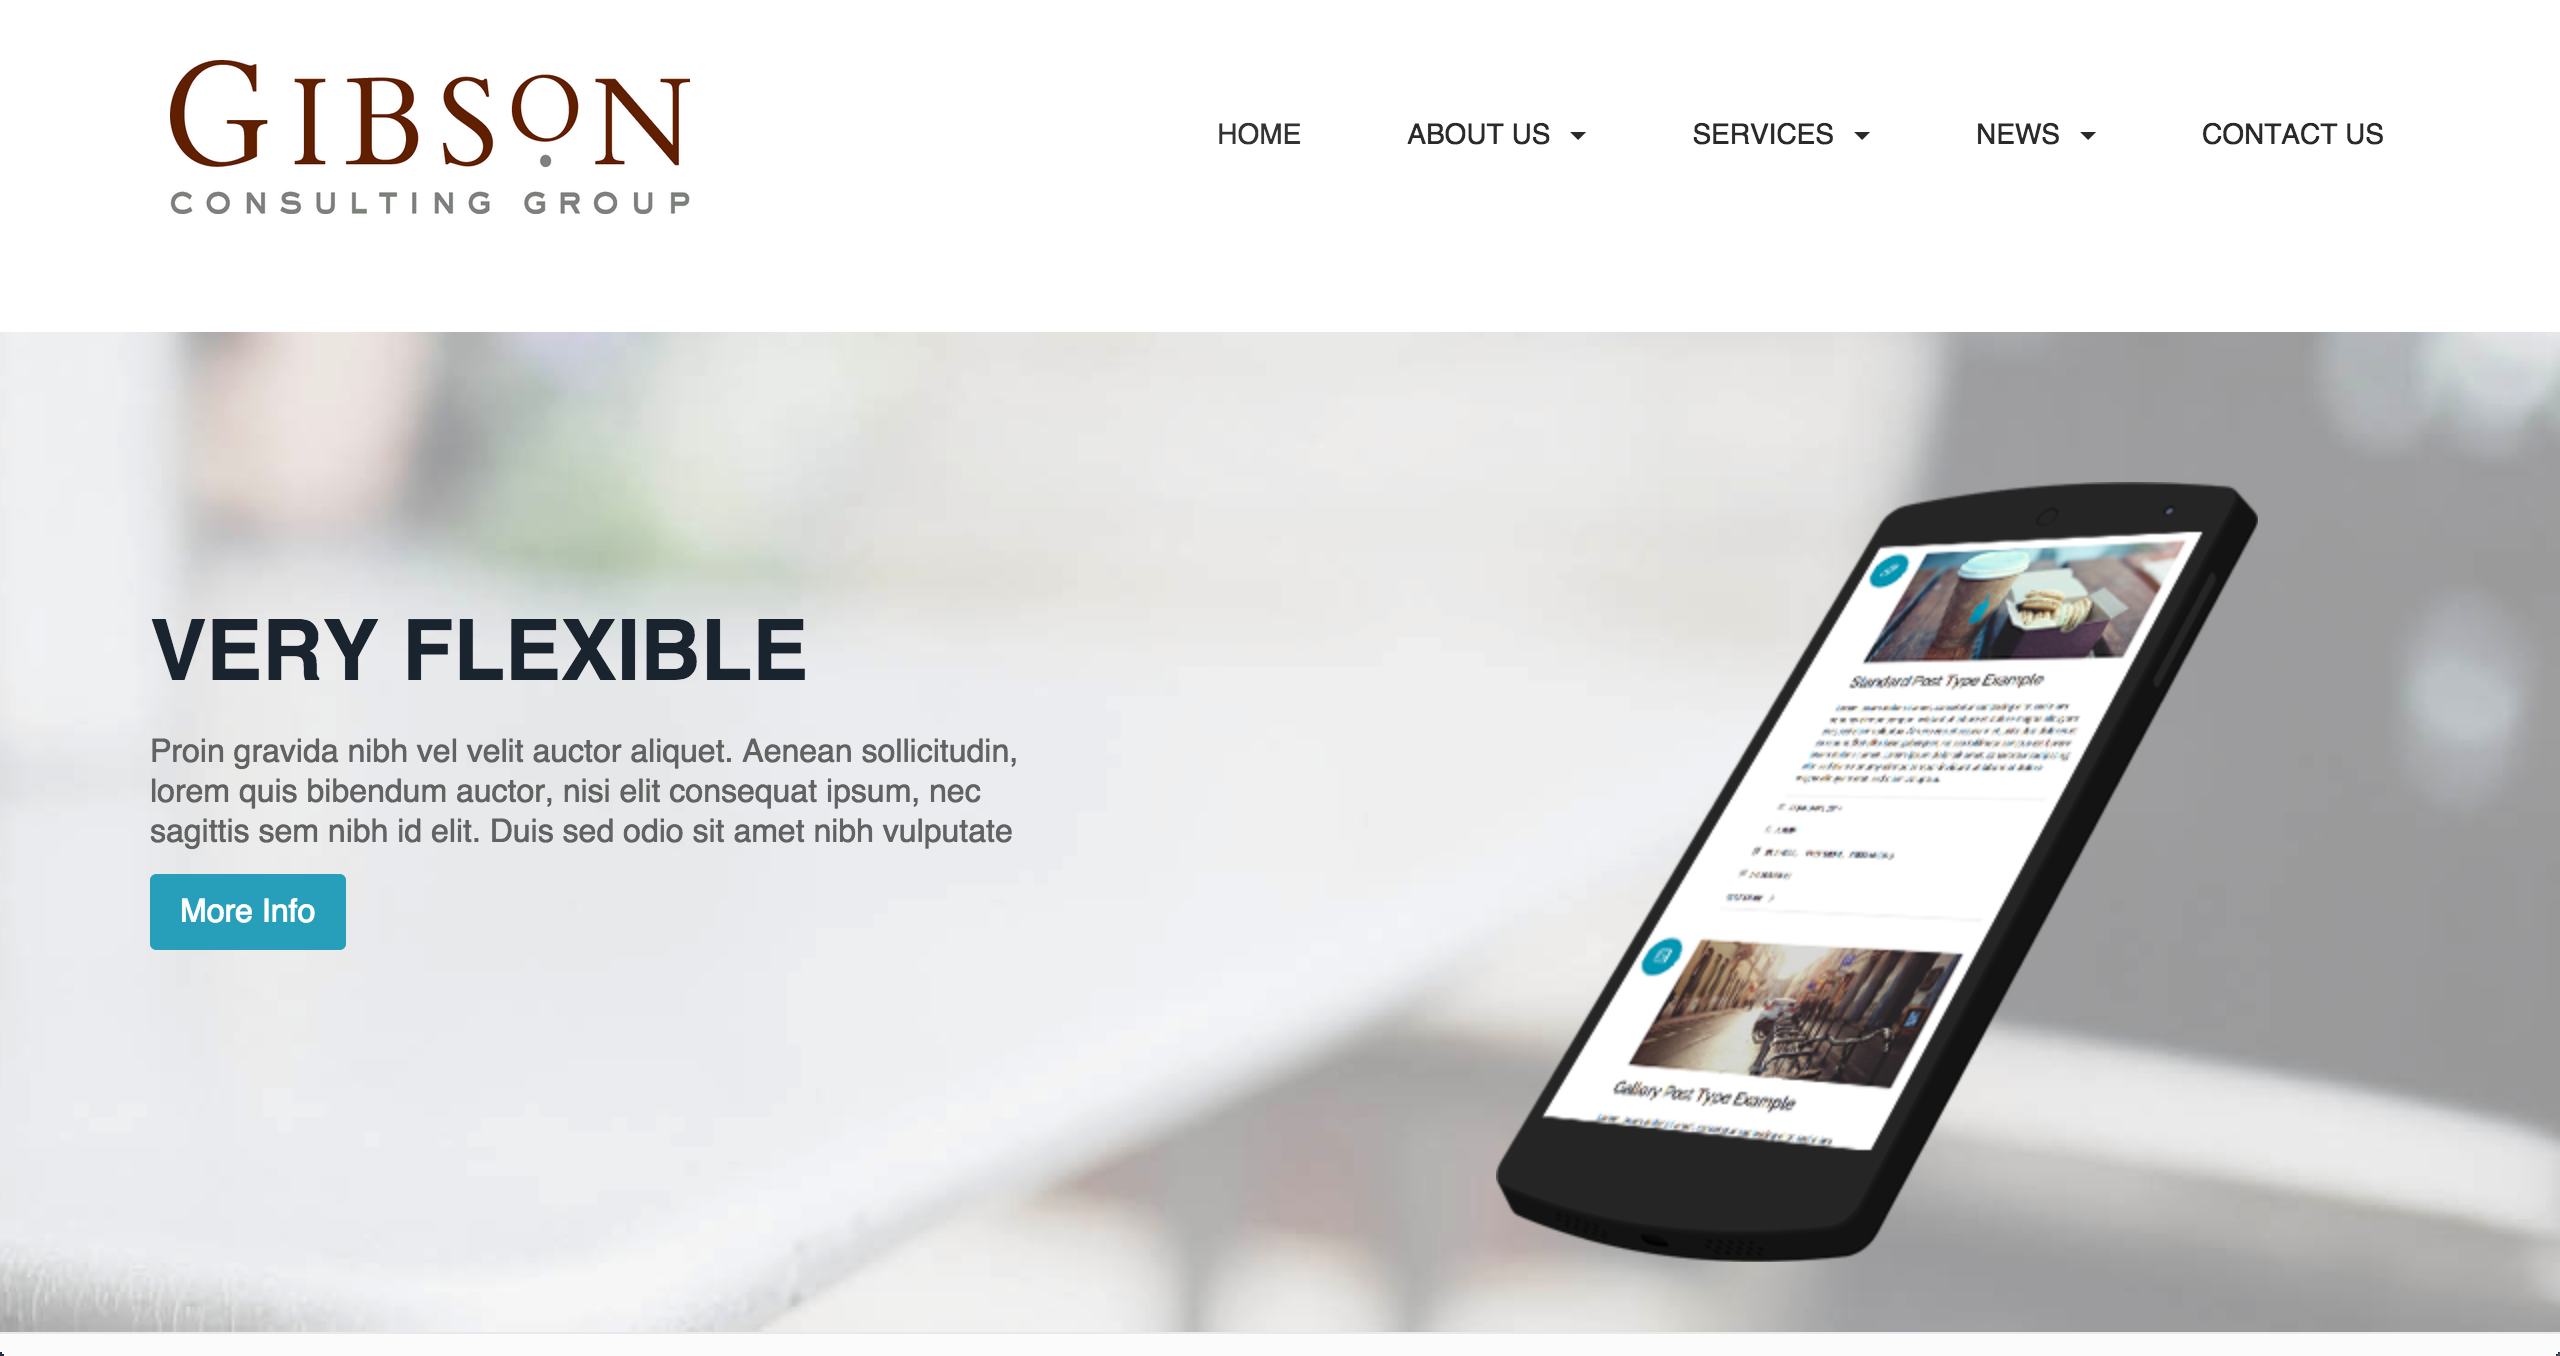 GIBSON
CONSULTING GROUP
HOME
ABOUT US
SERVICES
NEWS
CONTACT US
VERY FLEXIBLE
Proin gravida nibh vel velit auctor aliquet. Aenean sollicitudin,
lorem quis bibendum auctor, nisi elit consequat ipsum, nec
sagittis sem nibh id elit. Duis sed odio sit amet nibh vulputate
More Info
Standard Post Type Example
Gallery Post Type Example